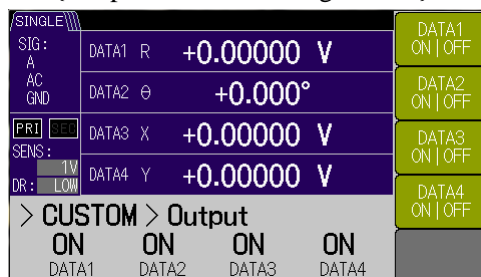 SINGLE
SIG:
A
AC
GND
PRI SEC
SENS:
1V
DR: LOW
DATA1 R +0.00000 V
DATA2 θ +0.000°
DATA3 X +0.00000 V
DATA4 Y +0.00000 V
DATA1
ON|OFF
DATA2
ON|OFF
DATA3
ON|OFF
DATA4
ON|OFF
> CUSTOM > Output
ON ON ON ON
DATA1 DATA2 DATA3 DATA4